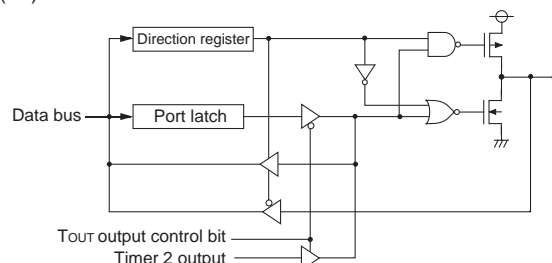 Direction register
Data bus
Port latch
TOUT output control bit
Timer 2 output